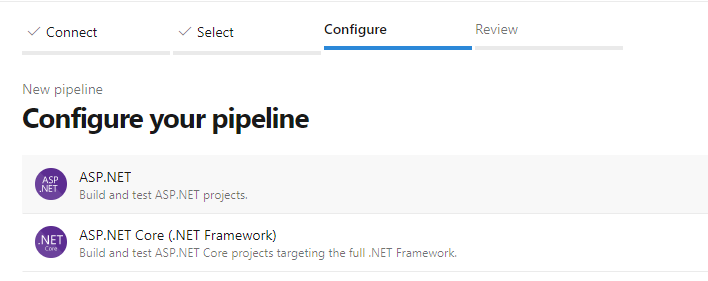 Connect
Select
Configure
Review
New pipeline
Configure your pipeline
ASP
.NET
ASP.NET
Build and test ASP.NET projects.
.NET
Core
ASP.NET Core (.NET Framework)
Build and test ASP.NET Core projects targeting the full .NET Framework.